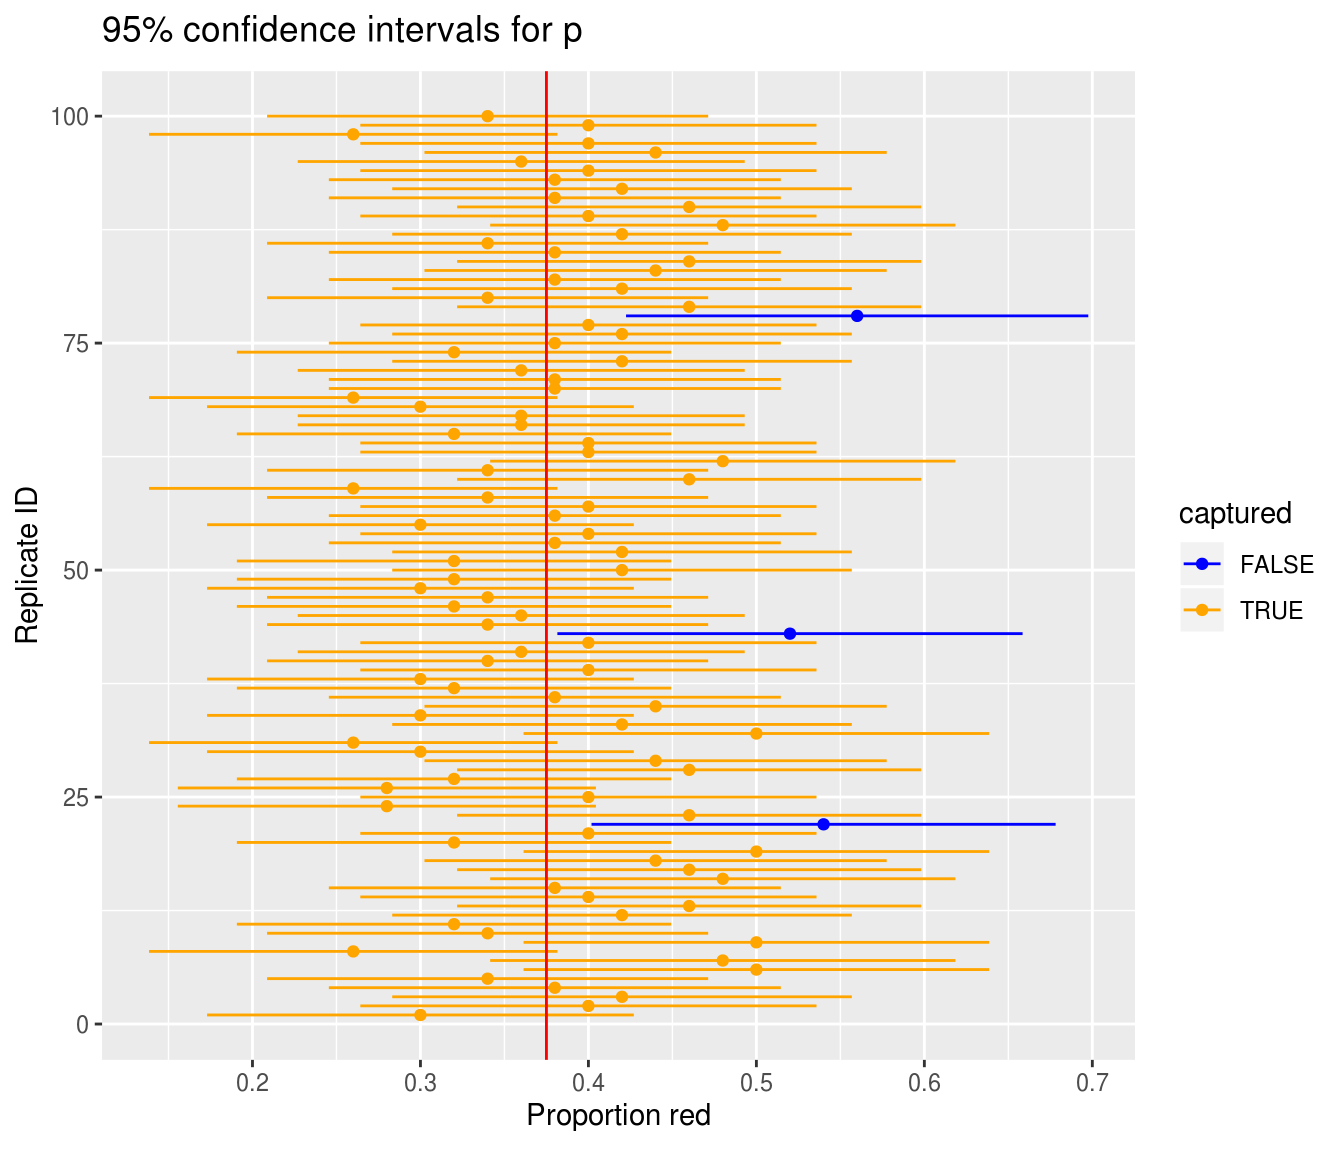 95% confidence intervals for p
Replicate ID
100
75
50
25
0
0.2 0.3 0.4 0.5 0.6 0.7
Proportion red
captured
FALSE
TRUE